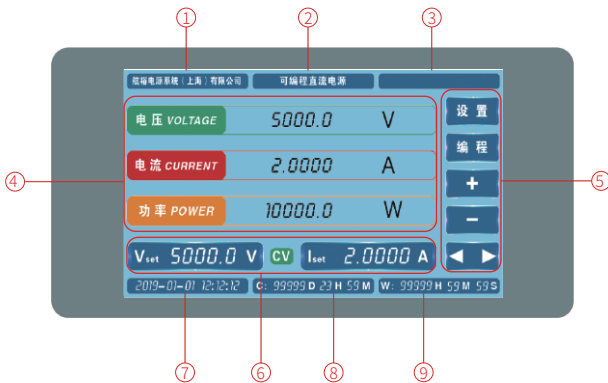 ① ② ③
航裕电源系统(上海)有限公司 可编程直流电源
电压 VOLTAGE 5000.0 V
设置
电流 CURRENT 2.0000 A
编程
④ ⑤
+
功率 POWER 10000.0 W
−
Vset 5000.0 V CV Iset 2.0000 A
◀ ▶
2019-01-01 12:12:12 C: 99999 D 23 H 59 M W: 99999 H 59 M 59 S
⑦ ⑥ ⑧ ⑨